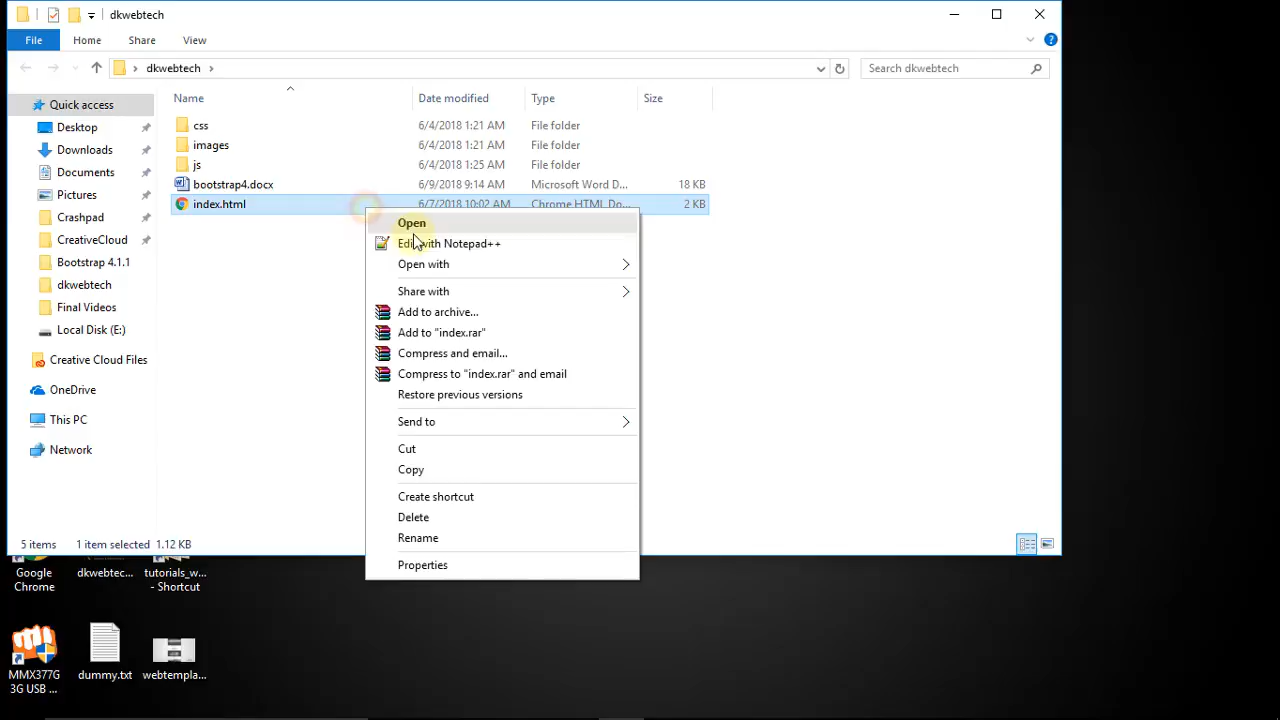 dkwebtech
File Home Share View
dkwebtech
Search dkwebtech
Name Date modified Type Size
Quick access
Desktop
Downloads
Documents
Pictures
Crashpad
CreativeCloud
Bootstrap 4.1.1
dkwebtech
Final Videos
Local Disk (E:)
Creative Cloud Files
OneDrive
This PC
Network
css 6/4/2018 1:21 AM File folder
images 6/4/2018 1:21 AM File folder
js 6/4/2018 1:25 AM File folder
bootstrap4.docx 6/9/2018 9:14 AM Microsoft Word D... 18 KB
index.html 6/7/2018 10:02 AM Chrome HTML Do... 2 KB
Open
Edit with Notepad++
Open with
Share with
Add to archive...
Add to "index.rar"
Compress and email...
Compress to "index.rar" and email
Restore previous versions
Send to
Cut
Copy
Create shortcut
Delete
Rename
Properties
5 items 1 item selected 1.12 KB
Google
Chrome
dkwebtec...
tutorials_w...
- Shortcut
MMX377G
3G USB ...
dummy.txt
webtempla...